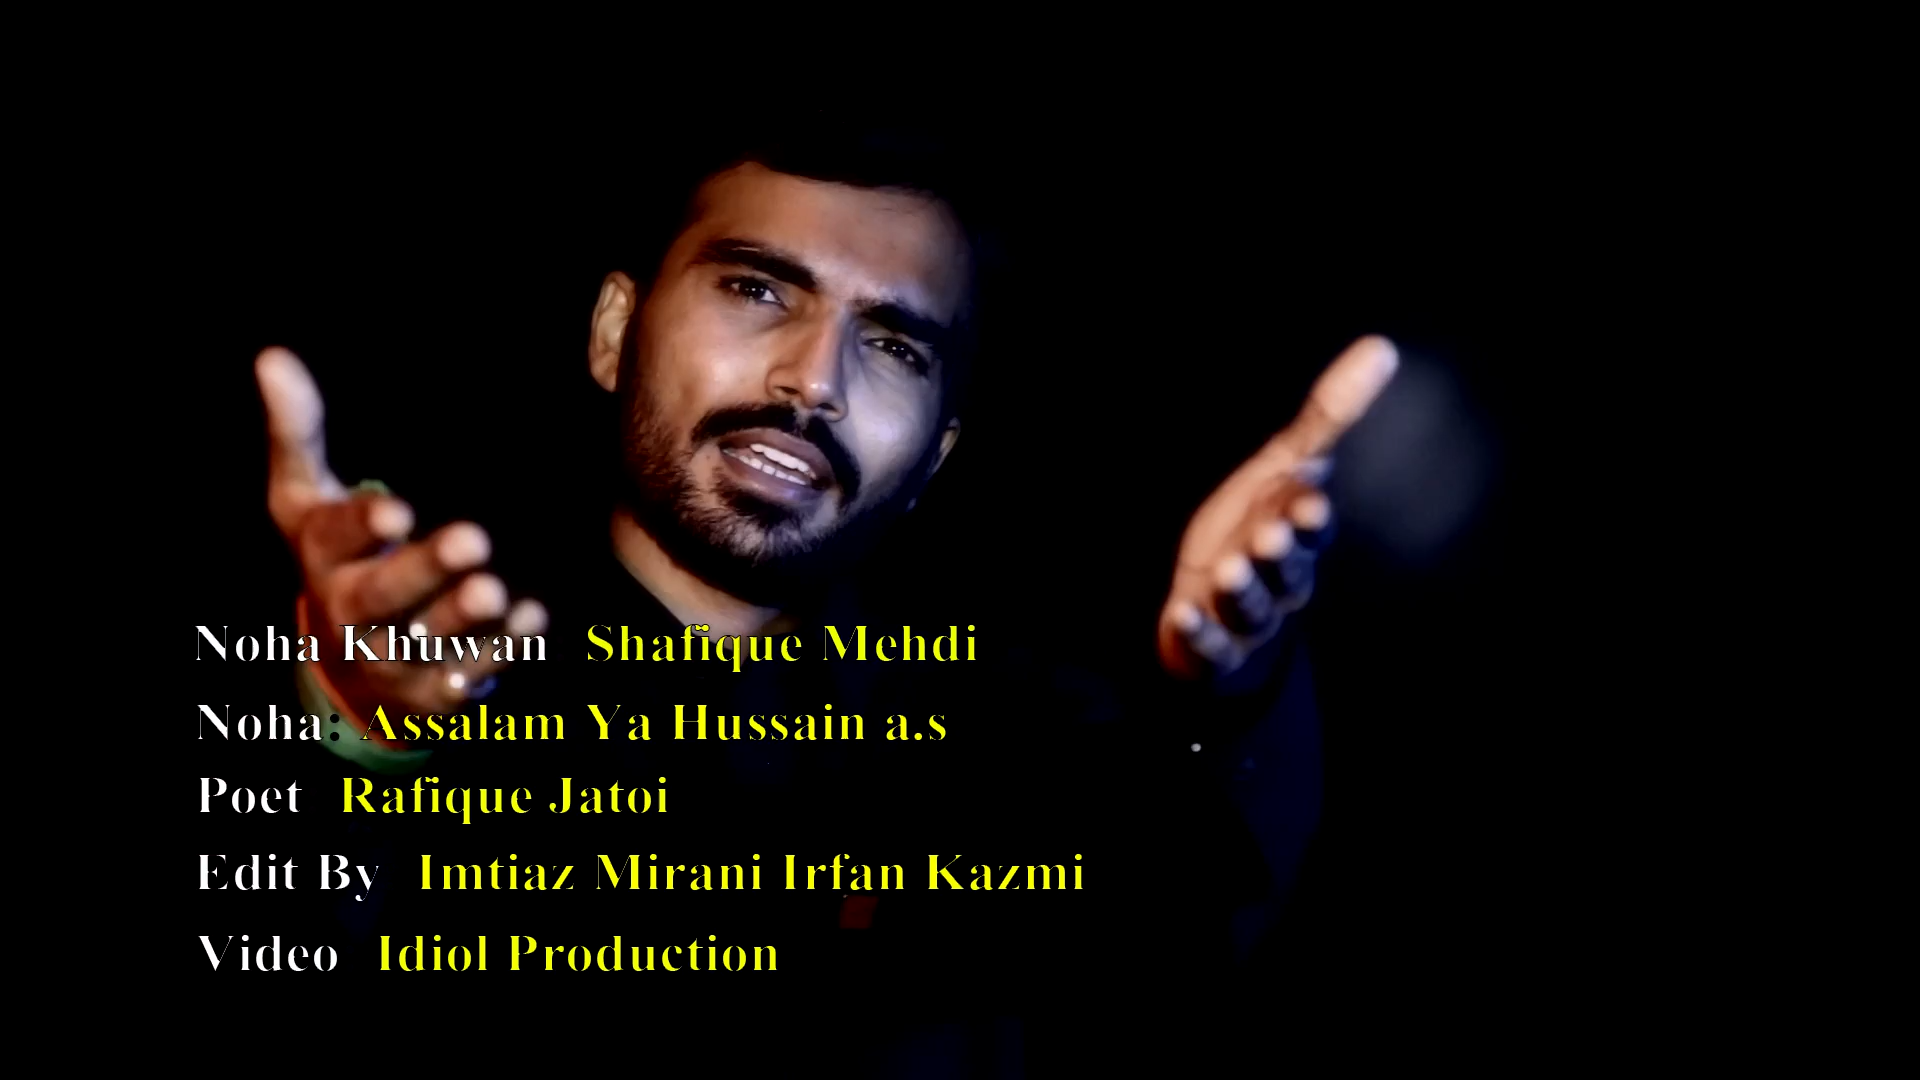 Noha Khuwan Shafique Mehdi
Noha: Assalam Ya Hussain a.s
Poet Rafique Jatoi
Edit By Imtiaz Mirani Irfan Kazmi
Video Idiol Production